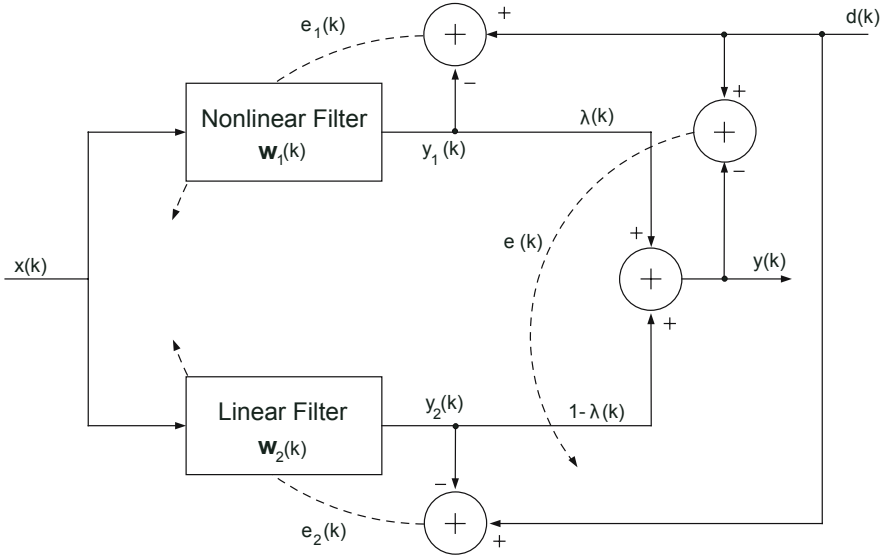 e₁(k)
+
+
d(k)
−
+
Nonlinear Filter
w₁(k)
y₁(k)
λ(k)
+
−
e(k)
+
x(k)
+
y(k)
+
Linear Filter
w₂(k)
y₂(k)
1- λ(k)
−
e₂(k)
+
+